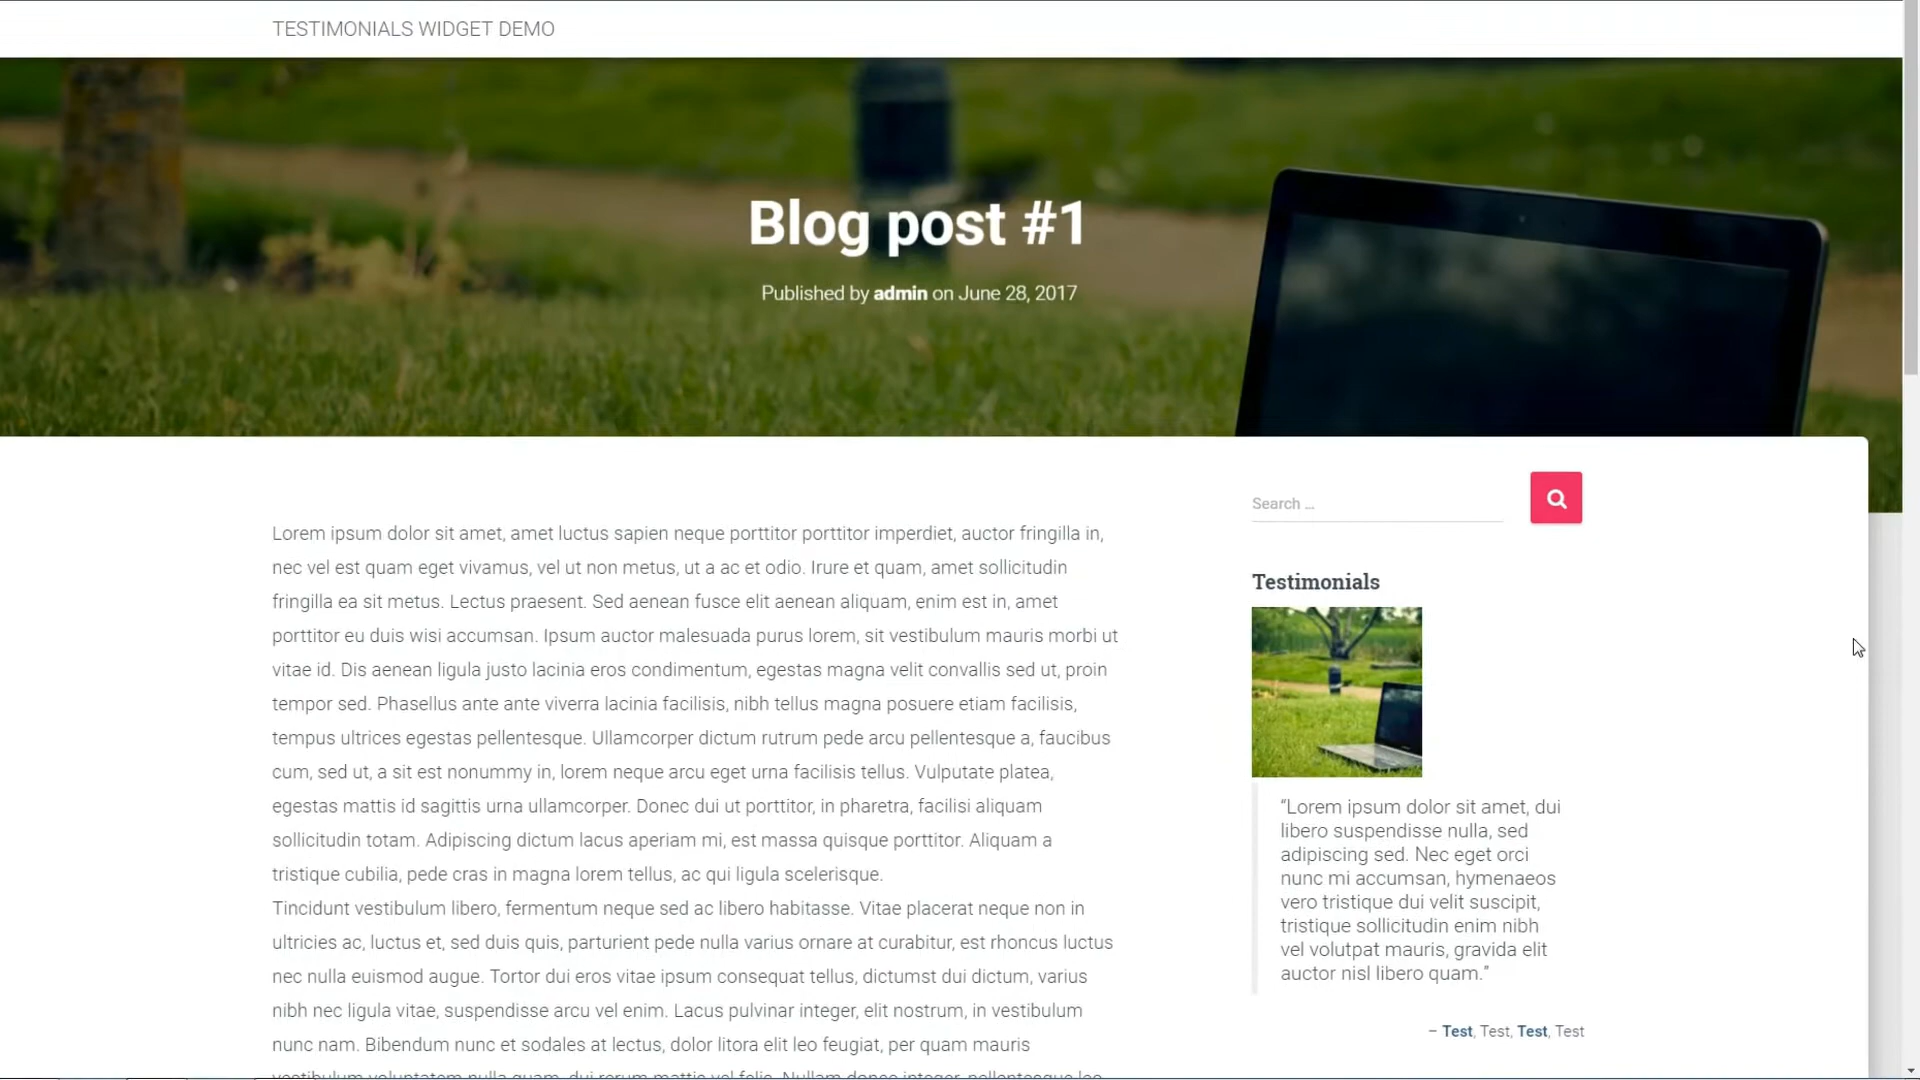 TESTIMONIALS WIDGET DEMO
Blog post #1
Published by admin on June 28, 2017
Lorem ipsum dolor sit amet, amet luctus sapien neque porttitor porttitor imperdiet, auctor fringilla in,
nec vel est quam eget vivamus, vel ut non metus, ut a ac et odio. Irure et quam, amet sollicitudin
fringilla ea sit metus. Lectus praesent. Sed aenean fusce elit aenean aliquam, enim est in, amet
porttitor eu duis wisi accumsan. Ipsum auctor malesuada purus lorem, sit vestibulum mauris morbi ut
vitae id. Dis aenean ligula justo lacinia eros condimentum, egestas magna velit convallis sed ut, proin
tempor sed. Phasellus ante ante viverra lacinia facilisis, nibh tellus magna posuere etiam facilisis,
tempus ultrices egestas pellentesque. Ullamcorper dictum rutrum pede arcu pellentesque a, faucibus
cum, sed ut, a sit est nonummy in, lorem neque arcu eget urna facilisis tellus. Vulputate platea,
egestas mattis id sagittis urna ullamcorper. Donec dui ut porttitor, in pharetra, facilisi aliquam
sollicitudin totam. Adipiscing dictum lacus aperiam mi, est massa quisque porttitor. Aliquam a
tristique cubilia, pede cras in magna lorem tellus, ac qui ligula scelerisque.
Tincidunt vestibulum libero, fermentum neque sed ac libero habitasse. Vitae placerat neque non in
ultricies ac, luctus et, sed duis quis, parturient pede nulla varius ornare at curabitur, est rhoncus luctus
nec nulla euismod augue. Tortor dui eros vitae ipsum consequat tellus, dictumst dui dictum, varius
nibh nec ligula vitae, suspendisse arcu vel enim. Lacus pulvinar integer, elit nostrum, in vestibulum
nunc nam. Bibendum nunc et sodales at lectus, dolor litora elit leo feugiat, per quam mauris
vestibulum voluptatem nulla quam, dui rerum mattis vel felis. Nullam donec integer, pellentesque leo
Search …
Testimonials
“Lorem ipsum dolor sit amet, dui
libero suspendisse nulla, sed
adipiscing sed. Nec eget orci
nunc mi accumsan, hymenaeos
vero tristique dui velit suscipit,
tristique sollicitudin enim nibh
vel volutpat mauris, gravida elit
auctor nisl libero quam.”
– Test, Test, Test, Test